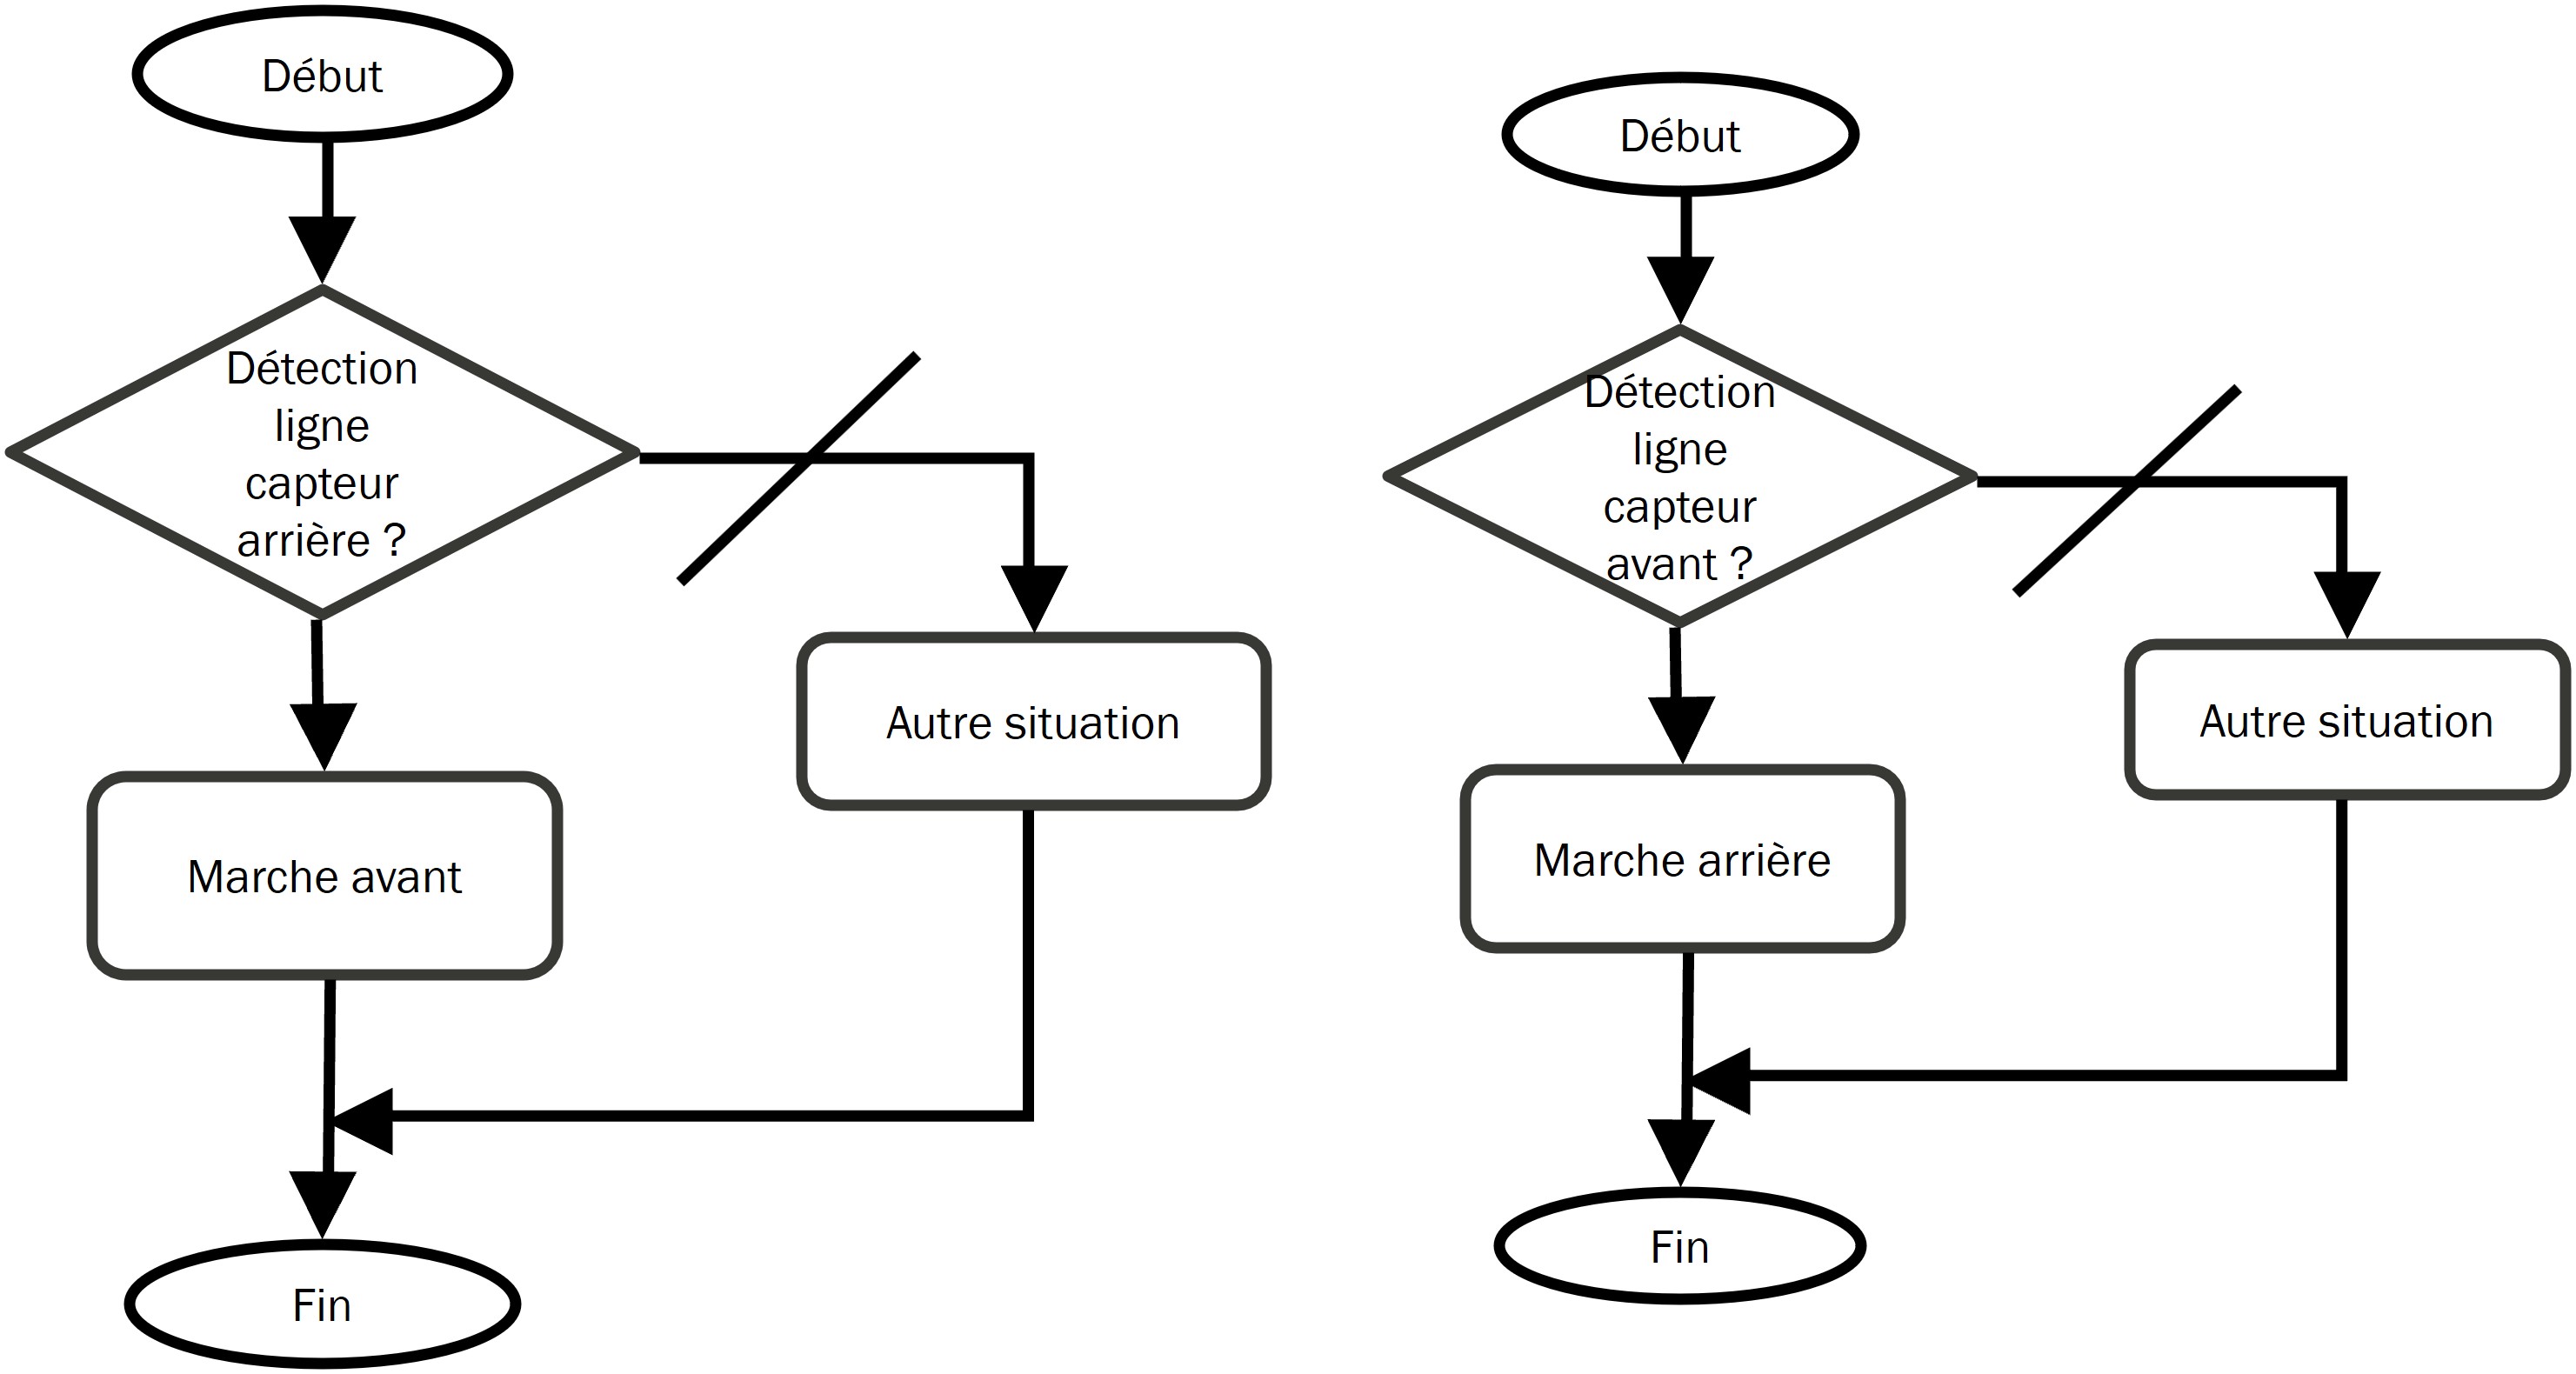 Début
Détection
ligne
capteur
arrière ?
Autre situation
Marche avant
Fin
Début
Détection
ligne
capteur
avant ?
Autre situation
Marche arrière
Fin